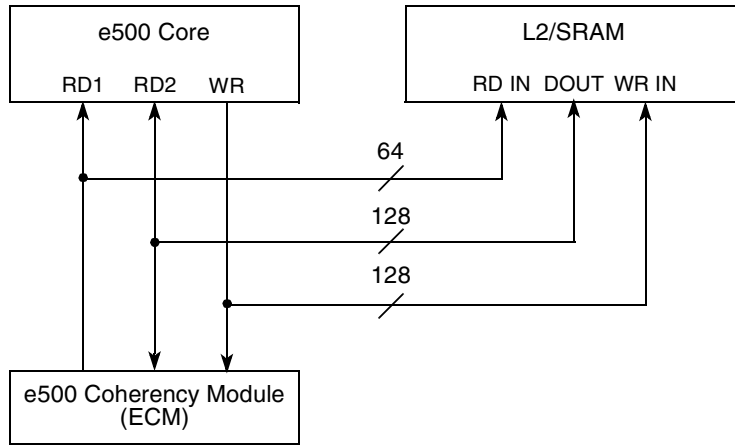 e500 Core
L2/SRAM
RD1 RD2 WR
RD IN DOUT WR IN
64
128
128
e500 Coherency Module
(ECM)